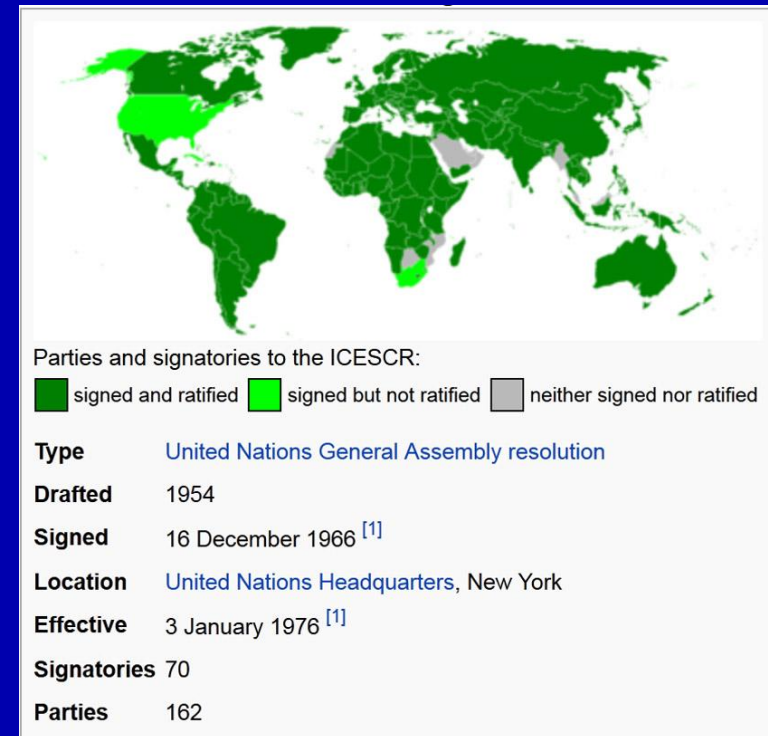 Parties and signatories to the ICESCR:
signed and ratified signed but not ratified neither signed nor ratified
Type United Nations General Assembly resolution
Drafted 1954
Signed 16 December 1966 [1]
Location United Nations Headquarters, New York
Effective 3 January 1976 [1]
Signatories 70
Parties 162